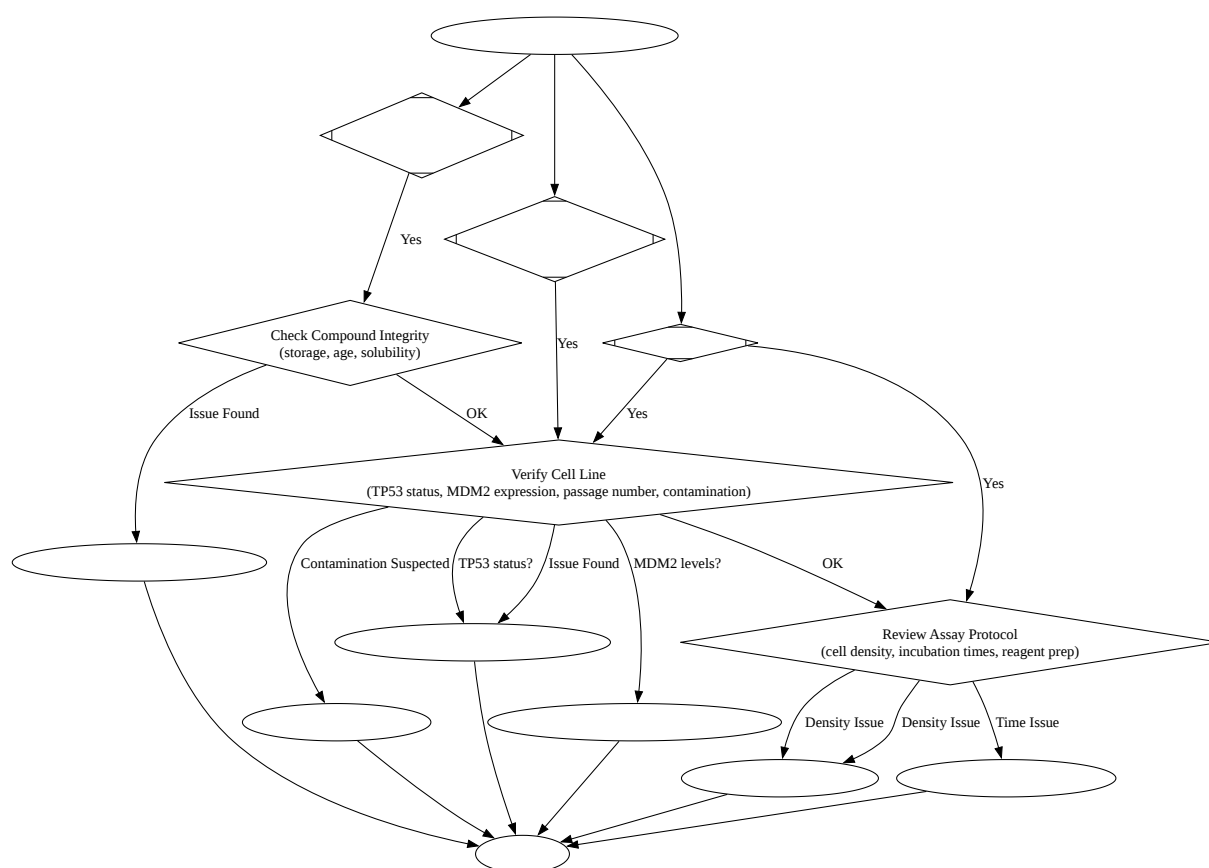 Yes
Check Compound Integrity
(storage, age, solubility)
Yes
Issue Found
OK
Yes
Verify Cell Line
(TP53 status, MDM2 expression, passage number, contamination)
Yes
Contamination Suspected
TP53 status?
Issue Found
MDM2 levels?
OK
Review Assay Protocol
(cell density, incubation times, reagent prep)
Density Issue
Density Issue
Time Issue